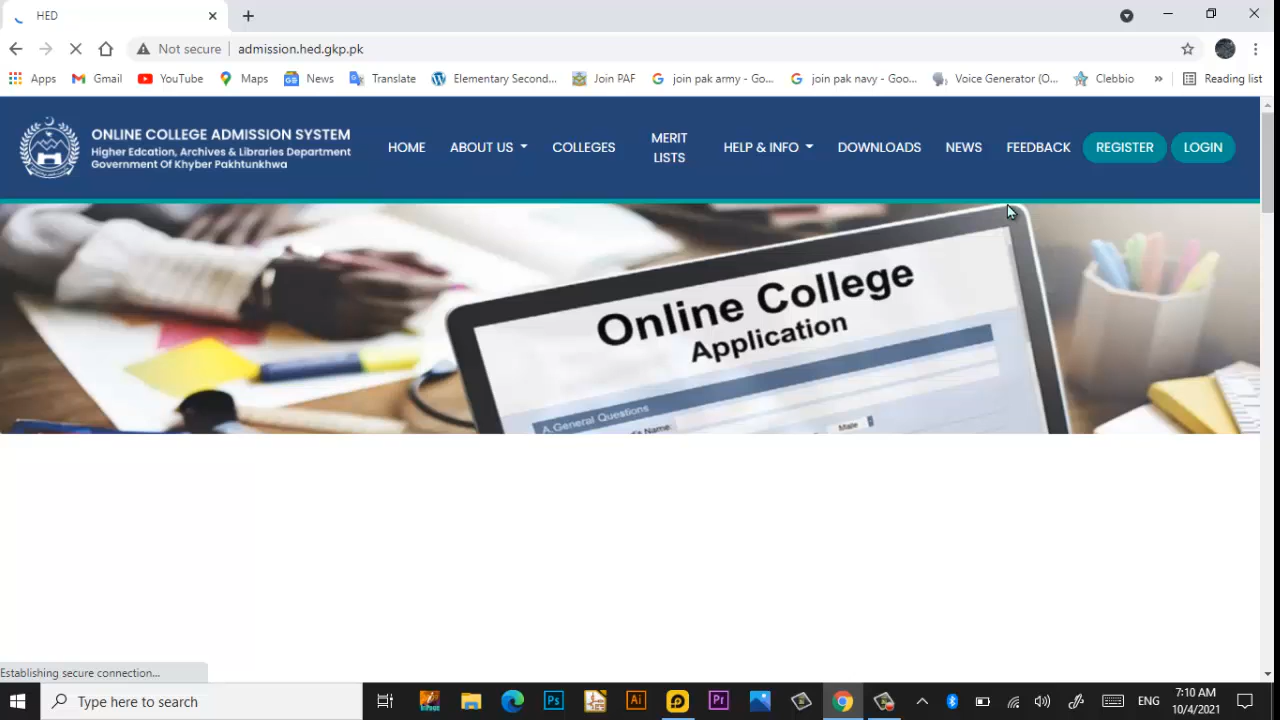 HED
Not secure
admission.hed.gkp.pk
Apps
Gmail
YouTube
Maps
News
Translate
Elementary Second...
Join PAF
join pak army - Go...
join pak navy - Goo...
Voice Generator (O...
Clebbio
»
Reading list
ONLINE COLLEGE ADMISSION SYSTEM
Higher Edcation, Archives & Libraries Department
Government Of Khyber Pakhtunkhwa
HOME
ABOUT US
COLLEGES
MERIT
LISTS
HELP & INFO
DOWNLOADS
NEWS
FEEDBACK
REGISTER
LOGIN
Online College
Application
A.General Questions
Name:
Male
Establishing secure connection...
Type here to search
Ps
Ai
Pr
ENG
7:10 AM
10/4/2021